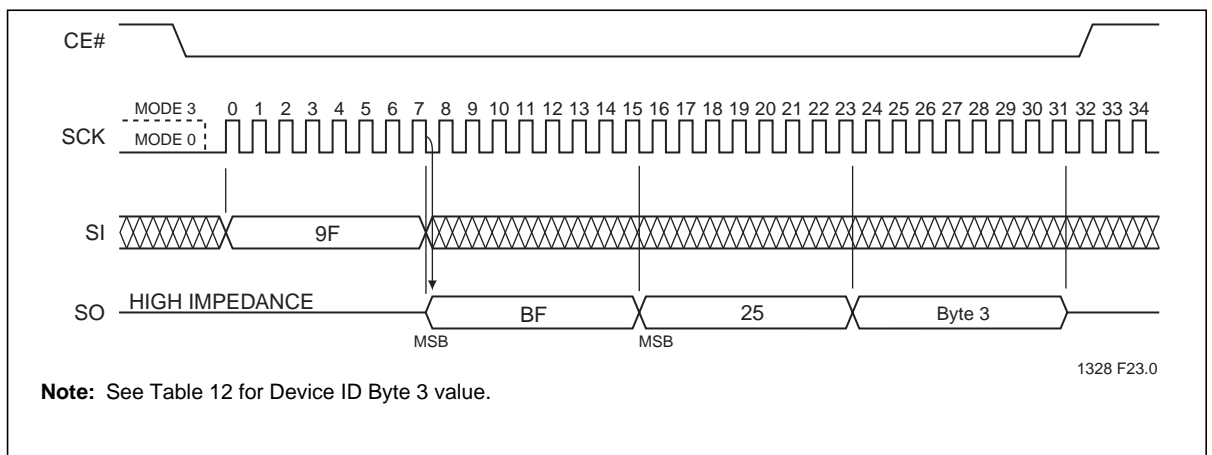 CE#
MODE 3
0 1 2 3 4 5 6 7 8 9 10 11 12 13 14 15 16 17 18 19 20 21 22 23 24 25 26 27 28 29 30 31 32 33 34
SCK
MODE 0
SI
9F
SO
HIGH IMPEDANCE
BF
25
Byte 3
MSB
MSB
1328 F23.0
Note: See Table 12 for Device ID Byte 3 value.